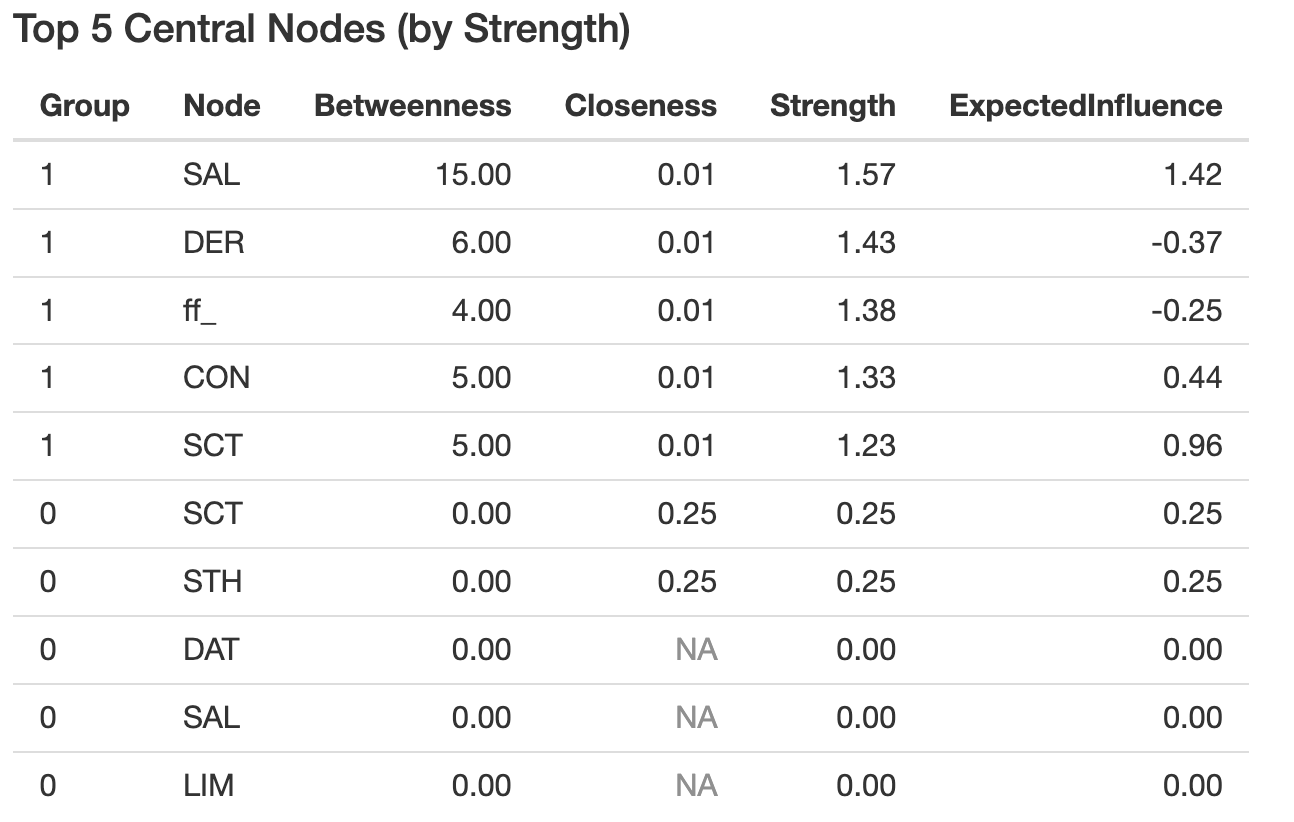 Top 5 Central Nodes (by Strength)
Group Node Betweenness Closeness Strength ExpectedInfluence
1 SAL 15.00 0.01 1.57 1.42
1 DER 6.00 0.01 1.43 -0.37
1 ff_ 4.00 0.01 1.38 -0.25
1 CON 5.00 0.01 1.33 0.44
1 SCT 5.00 0.01 1.23 0.96
0 SCT 0.00 0.25 0.25 0.25
0 STH 0.00 0.25 0.25 0.25
0 DAT 0.00 NA 0.00 0.00
0 SAL 0.00 NA 0.00 0.00
0 LIM 0.00 NA 0.00 0.00